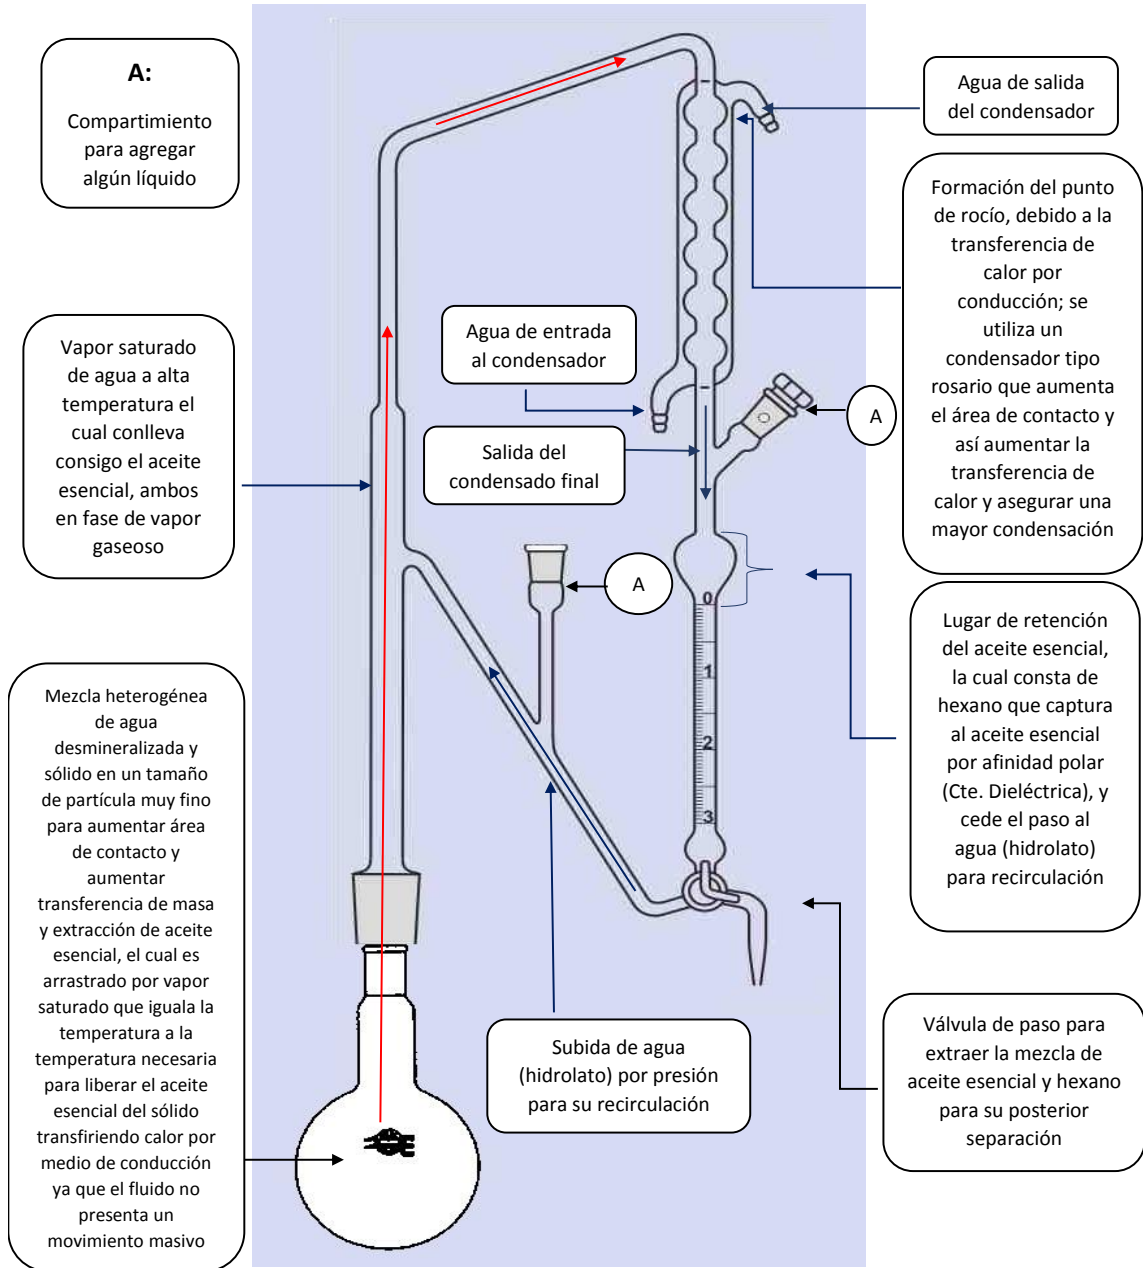 A:
Compartimiento
para agregar
algún líquido
Agua de salida
del condensador
Formación del punto
de rocío, debido a la
transferencia de
calor por
conducción; se
utiliza un
condensador tipo
rosario que aumenta
el área de contacto y
así aumentar la
transferencia de
calor y asegurar una
mayor condensación
Agua de entrada
al condensador
Vapor saturado
de agua a alta
temperatura el
cual conlleva
consigo el aceite
esencial, ambos
en fase de vapor
gaseoso
A
Salida del
condensado final
A
0
1
2
3
Lugar de retención
del aceite esencial,
la cual consta de
hexano que captura
al aceite esencial
por afinidad polar
(Cte. Dieléctrica), y
cede el paso al
agua (hidrolato)
para recirculación
Mezcla heterogénea
de agua
desmineralizada y
sólido en un tamaño
de partícula muy fino
para aumentar área
de contacto y
aumentar
transferencia de masa
y extracción de aceite
esencial, el cual es
arrastrado por vapor
saturado que iguala la
temperatura a la
temperatura necesaria
para liberar el aceite
esencial del sólido
transfiriendo calor por
medio de conducción
ya que el fluido no
presenta un
movimiento masivo
Subida de agua
(hidrolato) por presión
para su recirculación
Válvula de paso para
extraer la mezcla de
aceite esencial y hexano
para su posterior
separación